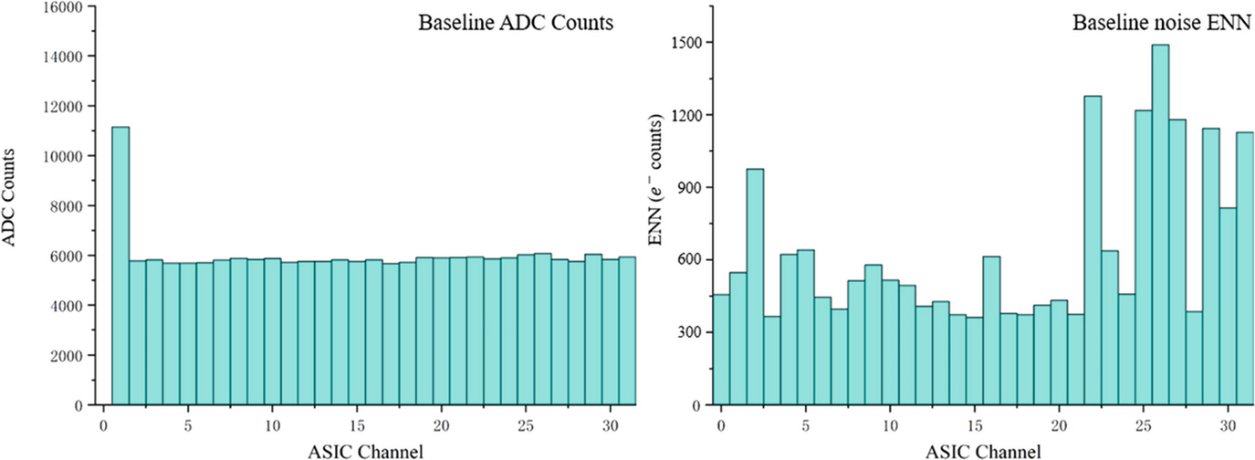 Baseline ADC Counts
16000
14000
12000
10000
8000
6000
4000
2000
0
ADC Counts
0 5 10 15 20 25 30
ASIC Channel
Baseline noise ENN
1500
1200
900
600
300
0
ENN (e⁻ counts)
0 5 10 15 20 25 30
ASIC Channel